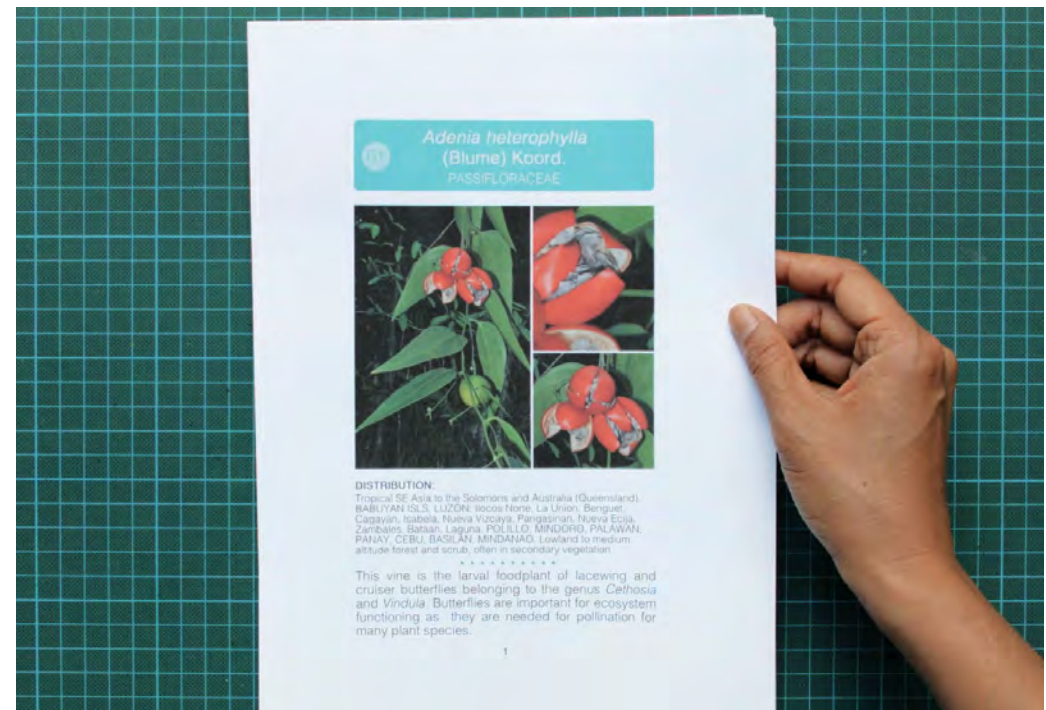 Adenia heterophylla
(Blume) Koord.
PASSIFLORACEAE
DISTRIBUTION:
Tropical SE Asia to the Solomons and Australia (Queensland).
BABUYAN ISLS, LUZON: Ilocos Norte, La Union, Benguet,
Cagayan, Isabela, Nueva Vizcaya, Pangasinan, Nueva Ecija,
Zambales, Bataan, Laguna, POLILLO, MINDORO, PALAWAN,
PANAY, CEBU, BASILAN, MINDANAO. Lowland to medium
altitude forest and scrub, often in secondary vegetation.
This vine is the larval foodplant of lacewing and
cruiser butterflies belonging to the genus Cethosia
and Vindula. Butterflies are important for ecosystem
functioning as they are needed for pollination for
many plant species.
1